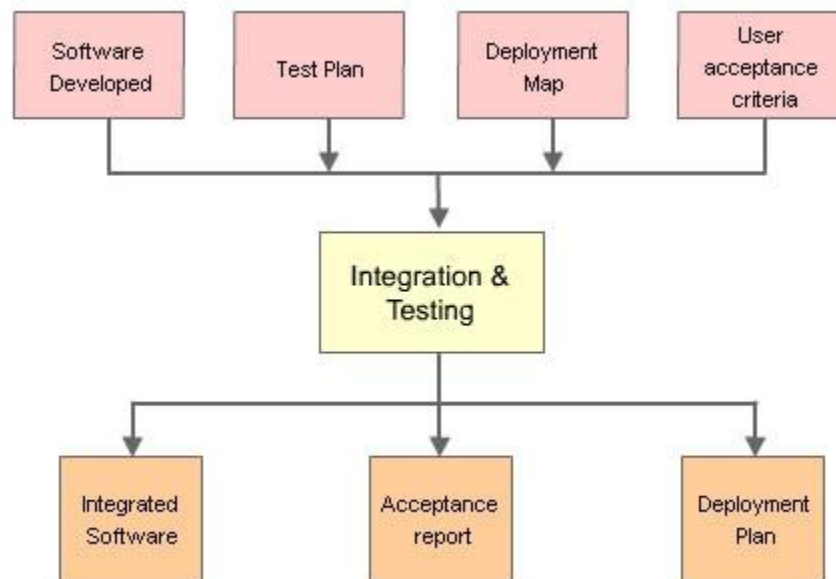 Software
Developed
Test Plan
Deployment
Map
User
acceptance
criteria
Integration &
Testing
Integrated
Software
Acceptance
report
Deployment
Plan